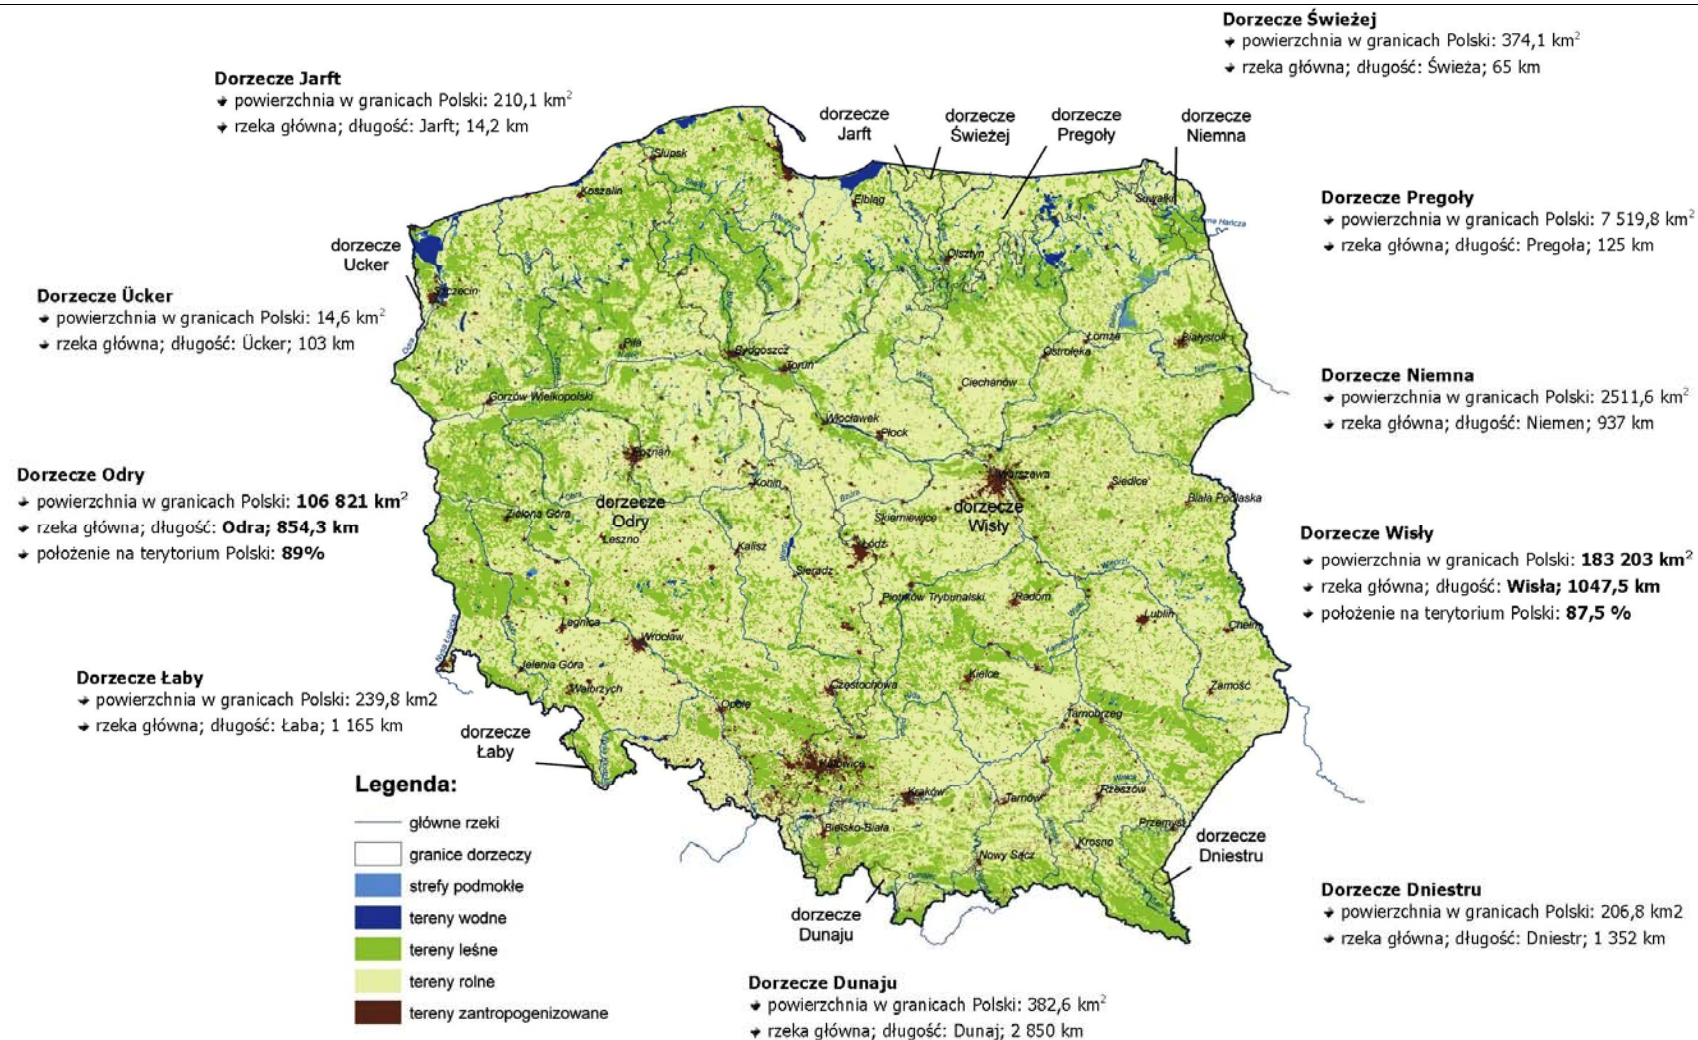 Dorzecze Świeżej
powierzchnia w granicach Polski: 374,1 km²
rzeka główna; długość: Świeża; 65 km
Dorzecze Jarft
powierzchnia w granicach Polski: 210,1 km²
rzeka główna; długość: Jarft; 14,2 km
dorzecze
Jarft
dorzecze
Świeżej
dorzecze
Pregoły
dorzecze
Niemna
Dorzecze Pregoły
powierzchnia w granicach Polski: 7 519,8 km²
rzeka główna; długość: Pregoła; 125 km
dorzecze
Ucker
Dorzecze Ücker
powierzchnia w granicach Polski: 14,6 km²
rzeka główna; długość: Ücker; 103 km
Dorzecze Niemna
powierzchnia w granicach Polski: 2511,6 km²
rzeka główna; długość: Niemen; 937 km
Dorzecze Odry
powierzchnia w granicach Polski: 106 821 km²
rzeka główna; długość: Odra; 854,3 km
położenie na terytorium Polski: 89%
Dorzecze Wisły
powierzchnia w granicach Polski: 183 203 km²
rzeka główna; długość: Wisła; 1047,5 km
położenie na terytorium Polski: 87,5 %
Słupsk
Koszalin
Elbląg
Suwałki
Czarna Hańcza
Olsztyn
Szczecin
Odra
Piła
Bydgoszcz
Toruń
Łomża
Ostrołęka
Białystok
Ciechanów
Gorzów Wielkopolski
Włocławek
Płock
Poznań
Konin
Warszawa
Siedlce
Biała Podlaska
Bzura
Zielona Góra
Obra
dorzecze
Odry
dorzecze
Wisły
Skierniewice
Leszno
Kalisz
Łódź
Sieradz
Piotrków Trybunalski
Radom
Wieprz
Lublin
Chełm
Legnica
Wrocław
Nysa Łużycka
Jelenia Góra
Wałbrzych
Częstochowa
Kielce
Kamienna
Zamość
Opole
Tarnobrzeg
Katowice
Kraków
Tarnów
Rzeszów
Bielsko-Biała
Przemyśl
Krosno
Nowy Sącz
Dunajec
Dorzecze Łaby
powierzchnia w granicach Polski: 239,8 km2
rzeka główna; długość: Łaba; 1 165 km
dorzecze
Łaby
dorzecze
Dniestru
dorzecze
Dunaju
Legenda:
główne rzeki
granice dorzeczy
strefy podmokłe
tereny wodne
tereny leśne
tereny rolne
tereny zantropogenizowane
Dorzecze Dniestru
powierzchnia w granicach Polski: 206,8 km2
rzeka główna; długość: Dniestr; 1 352 km
Dorzecze Dunaju
powierzchnia w granicach Polski: 382,6 km²
rzeka główna; długość: Dunaj; 2 850 km